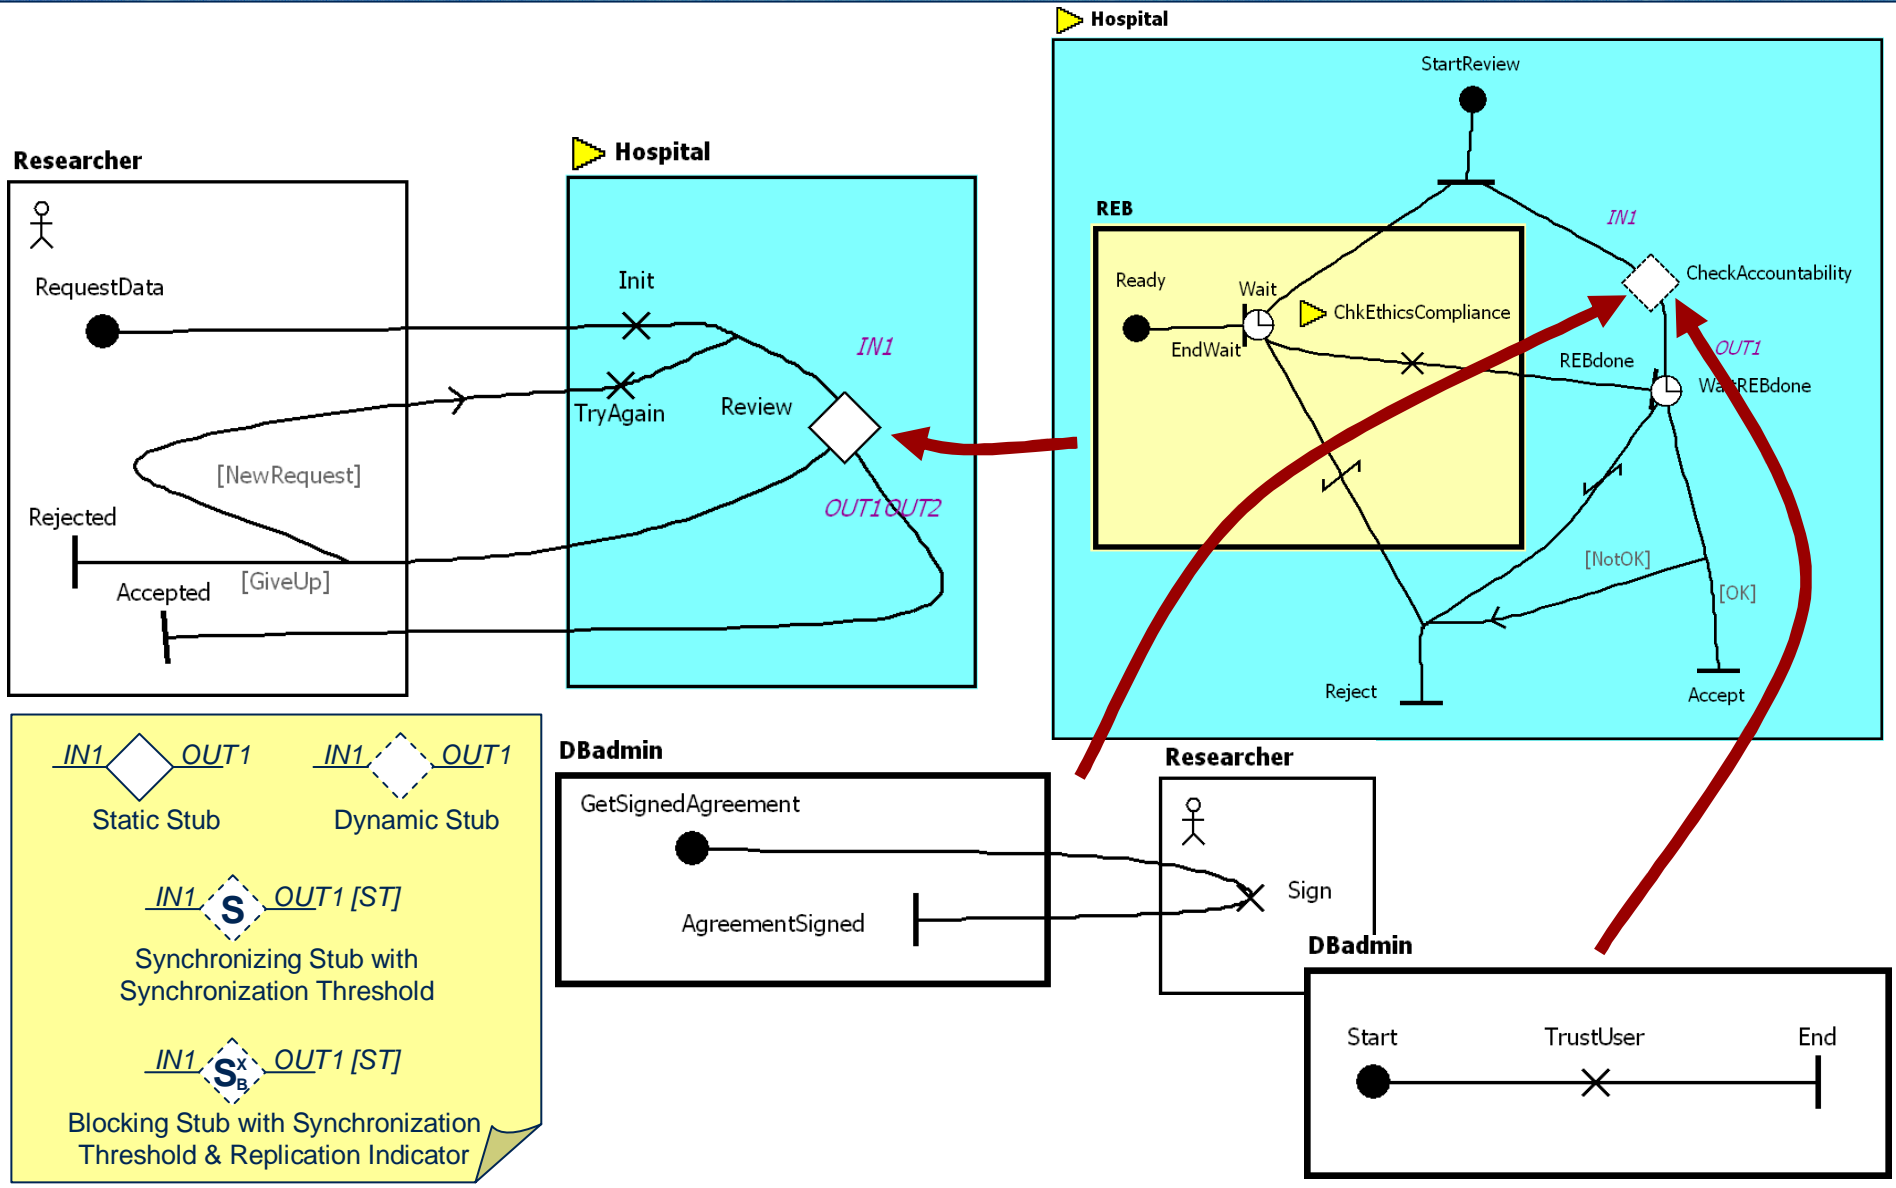 Hospital
StartReview
Researcher
Hospital
REB
IN1
RequestData
Init
Ready
Wait
ChkEthicsCompliance
CheckAccountability
IN1
EndWait
REBdone
OUT1
WaitREBdone
TryAgain
Review
[NewRequest]
OUT1OUT2
Rejected
[GiveUp]
Accepted
[NotOK]
[OK]
Reject
Accept
IN1 OUT1
Static Stub
IN1 OUT1
Dynamic Stub
IN1 S OUT1 [ST]
Synchronizing Stub with
Synchronization Threshold
IN1 S X B OUT1 [ST]
Blocking Stub with Synchronization
Threshold & Replication Indicator
DBadmin
GetSignedAgreement
AgreementSigned
Researcher
Sign
DBadmin
Start
TrustUser
End